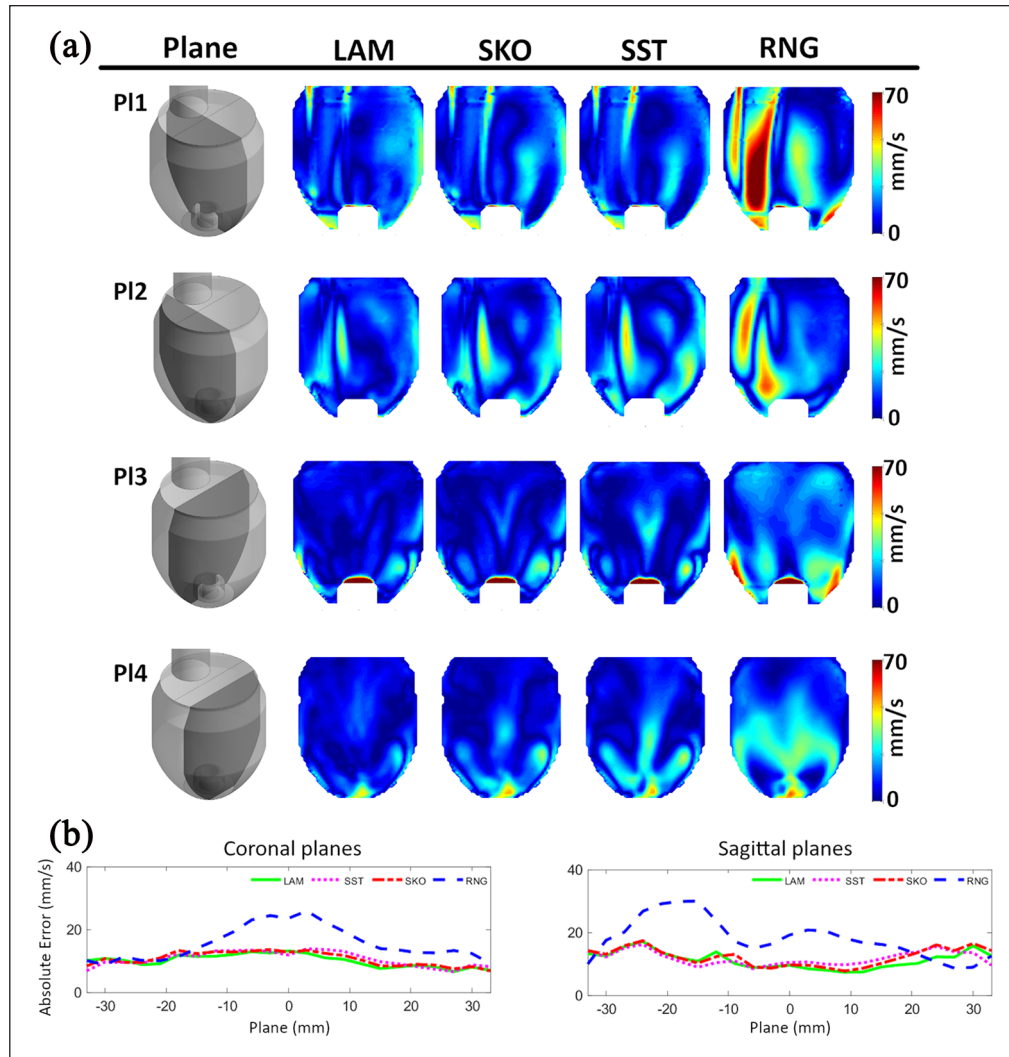 (a) Plane LAM SKO SST RNG
Pl1
70
mm/s
0
Pl2
70
mm/s
0
Pl3
70
mm/s
0
Pl4
70
mm/s
0
(b)
Coronal planes
40
LAM SST SKO RNG
20
0
-30 -20 -10 0 10 20 30
Absolute Error (mm/s)
Plane (mm)
Sagittal planes
40
LAM SST SKO RNG
20
0
-30 -20 -10 0 10 20 30
Plane (mm)